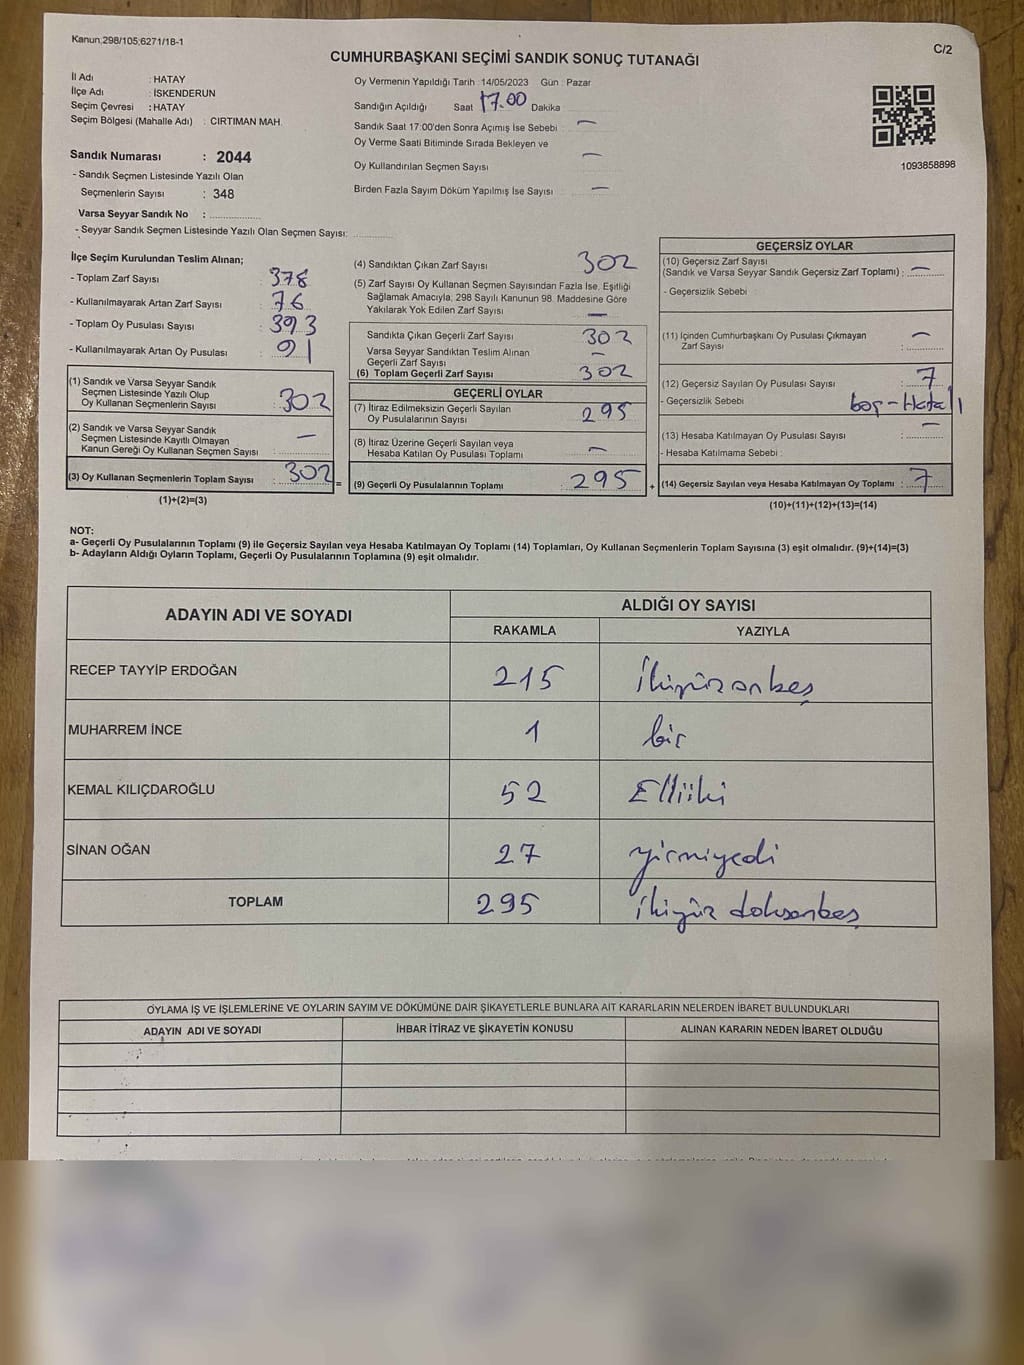 Kanun;298/105;6271/18-1
C/2
CUMHURBAŞKANI SEÇİMİ SANDIK SONUÇ TUTANAĞI
İl Adı : HATAY
İlçe Adı : İSKENDERUN
Seçim Çevresi : HATAY
Seçim Bölgesi (Mahalle Adı) : CIRTIMAN MAH.
Sandık Numarası : 2044
- Sandık Seçmen Listesinde Yazılı Olan
Seçmenlerin Sayısı : 348
Varsa Seyyar Sandık No :
- Seyyar Sandık Seçmen Listesinde Yazılı Olan Seçmen Sayısı:
Oy Vermenin Yapıldığı Tarih : 14/05/2023 Gün : Pazar
Sandığın Açıldığı Saat 17.00 Dakika
Sandık Saat 17:00'den Sonra Açımış İse Sebebi : —
Oy Verme Saati Bitiminde Sırada Bekleyen ve
Oy Kullandırılan Seçmen Sayısı —
Birden Fazla Sayım Döküm Yapılmış İse Sayısı —
1093858898
İlçe Seçim Kurulundan Teslim Alınan;
- Toplam Zarf Sayısı : 378
- Kullanılmayarak Artan Zarf Sayısı : 76
- Toplam Oy Pusulası Sayısı : 393
- Kullanılmayarak Artan Oy Pusulası : 91
(1) Sandık ve Varsa Seyyar Sandık
Seçmen Listesinde Yazılı Olup
Oy Kullanan Seçmenlerin Sayısı : 302
(2) Sandık ve Varsa Seyyar Sandık
Seçmen Listesinde Kayıtlı Olmayan
Kanun Gereği Oy Kullanan Seçmen Sayısı : —
(3) Oy Kullanan Seçmenlerin Toplam Sayısı : 302 =
(1)+(2)=(3)
(4) Sandıktan Çıkan Zarf Sayısı 302
(5) Zarf Sayısı Oy Kullanan Seçmen Sayısından Fazla İse, Eşitliği
Sağlamak Amacıyla; 298 Sayılı Kanunun 98. Maddesine Göre
Yakılarak Yok Edilen Zarf Sayısı —
Sandıkta Çıkan Geçerli Zarf Sayısı 302
Varsa Seyyar Sandıktan Teslim Alınan —
Geçerli Zarf Sayısı
(6) Toplam Geçerli Zarf Sayısı : 302
GEÇERLİ OYLAR
(7) İtiraz Edilmeksizin Geçerli Sayılan
Oy Pusulalarının Sayısı : 295
(8) İtiraz Üzerine Geçerli Sayılan veya
Hesaba Katılan Oy Pusulası Toplamı : —
(9) Geçerli Oy Pusulalarının Toplamı : 295 +
GEÇERSİZ OYLAR
(10) Geçersiz Zarf Sayısı
(Sandık ve Varsa Seyyar Sandık Geçersiz Zarf Toplamı) : —
- Geçersizlik Sebebi :
(11) İçinden Cumhurbaşkanı Oy Pusulası Çıkmayan —
Zarf Sayısı :
(12) Geçersiz Sayılan Oy Pusulası Sayısı : 7
- Geçersizlik Sebebi boş-Hatalı
(13) Hesaba Katılmayan Oy Pusulası Sayısı : —
- Hesaba Katılmama Sebebi :
(14) Geçersiz Sayılan veya Hesaba Katılmayan Oy Toplamı : 7
(10)+(11)+(12)+(13)=(14)
NOT:
a- Geçerli Oy Pusulalarının Toplamı (9) ile Geçersiz Sayılan veya Hesaba Katılmayan Oy Toplamı (14) Toplamları, Oy Kullanan Seçmenlerin Toplam Sayısına (3) eşit olmalıdır. (9)+(14)=(3)
b- Adayların Aldığı Oyların Toplamı, Geçerli Oy Pusulalarının Toplamına (9) eşit olmalıdır.
ADAYIN ADI VE SOYADI ALDIĞI OY SAYISI
RAKAMLA YAZIYLA
RECEP TAYYİP ERDOĞAN 215 ikiyüzonbeş
MUHARREM İNCE 1 bir
KEMAL KILIÇDAROĞLU 52 Elliiki
SİNAN OĞAN 27 yirmiyedi
TOPLAM 295 ikiyüz doksanbeş
OYLAMA İŞ VE İŞLEMLERİNE VE OYLARIN SAYIM VE DÖKÜMÜNE DAİR ŞİKAYETLERLE BUNLARA AİT KARARLARIN NELERDEN İBARET BULUNDUKLARI
ADAYIN ADI VE SOYADI İHBAR İTİRAZ VE ŞİKAYETİN KONUSU ALINAN KARARIN NEDEN İBARET OLDUĞU